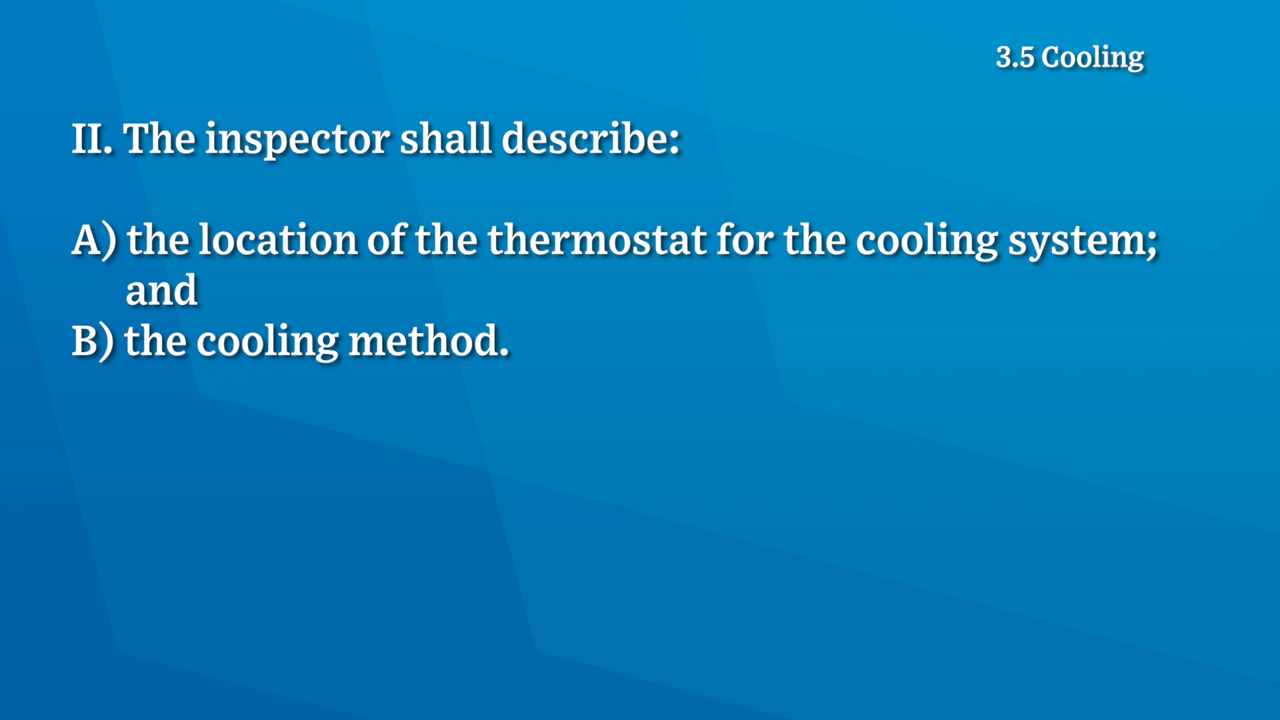 3.5 Cooling
II. The inspector shall describe:
A) the location of the thermostat for the cooling system;
and
B) the cooling method.